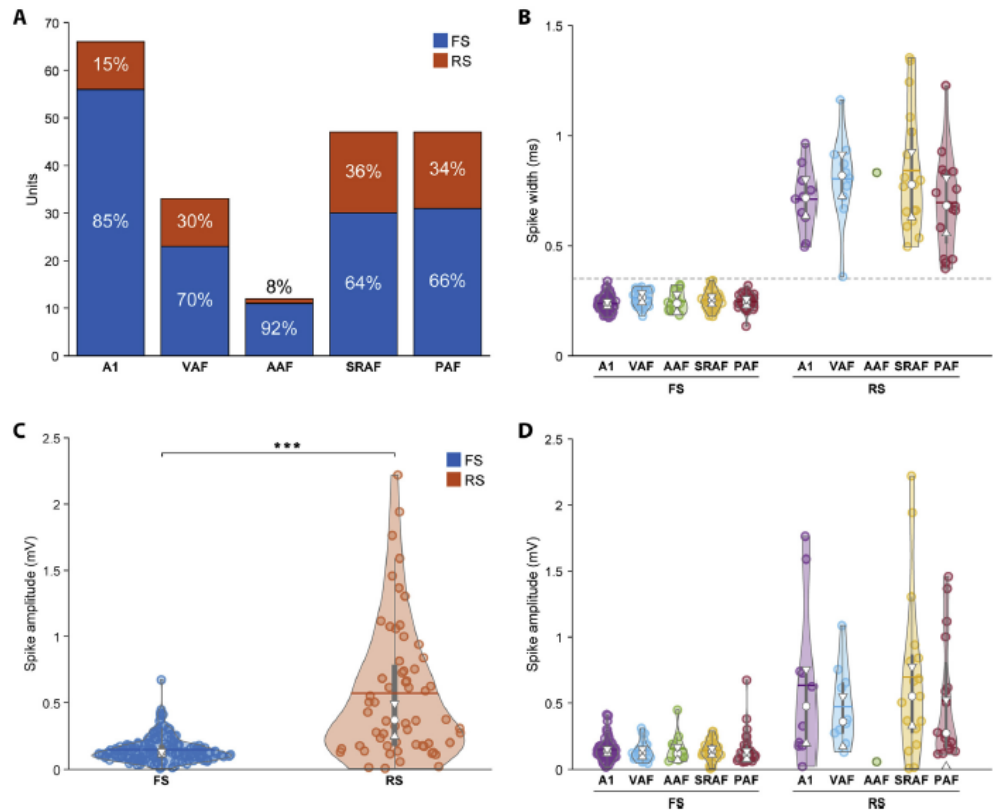 A
70
60
50
40
30
20
10
0
Units
FS
RS
15%
85%
30%
70%
8%
92%
36%
64%
34%
66%
A1 VAF AAF SRAF PAF
B
1.5
1
0.5
0
Spike width (ms)
A1 VAF AAF SRAF PAF A1 VAF AAF SRAF PAF
FS RS
C
2.5
2
1.5
1
0.5
0
Spike amplitude (mV)
***
FS
RS
FS RS
D
2.5
2
1.5
1
0.5
0
Spike amplitude (mV)
A1 VAF AAF SRAF PAF A1 VAF AAF SRAF PAF
FS RS